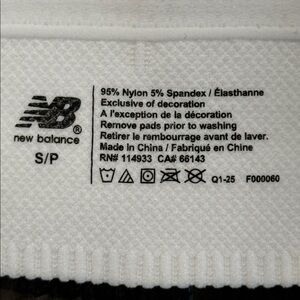 NB®
new balance
S/P
95% Nylon 5% Spandex / Élasthanne
Exclusive of decoration
A l'exception de la décoration
Remove pads prior to washing
Retirer le rembourrage avant de laver.
Made In China / Fabriqué en Chine
RN# 114933 CA# 66143
Q1-25 F000060